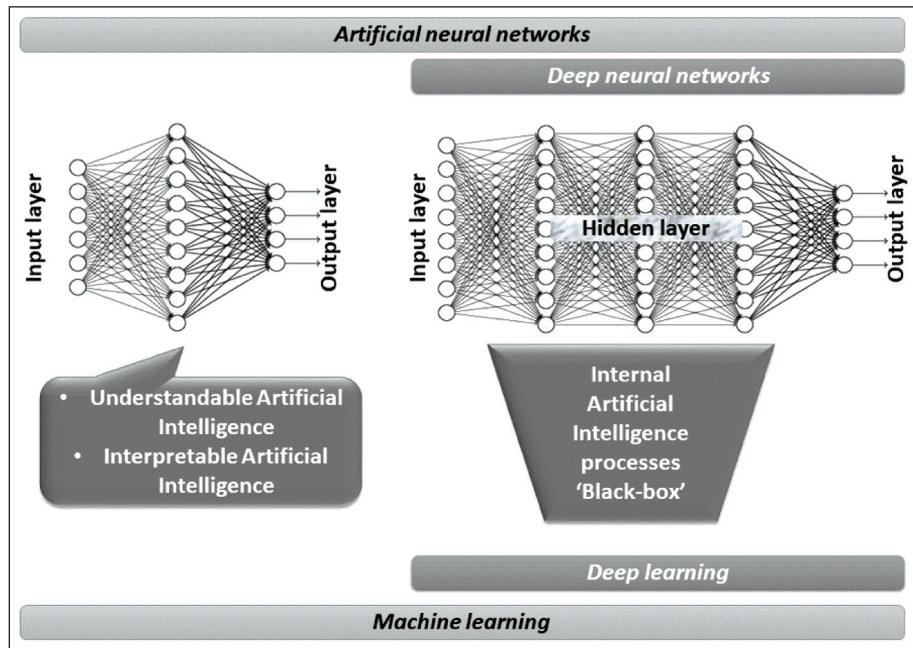 Artificial neural networks
Deep neural networks
Input layer
Output layer
Input layer
Hidden layer
Output layer
• Understandable Artificial
Intelligence
• Interpretable Artificial
Intelligence
Internal
Artificial
Intelligence
processes
‘Black-box’
Deep learning
Machine learning